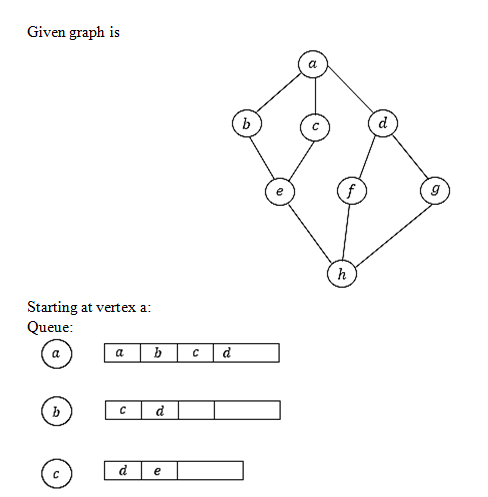 Given graph is
a
b c d
e f g
h
Starting at vertex a:
Queue:
a a b c d
b c d
c d e